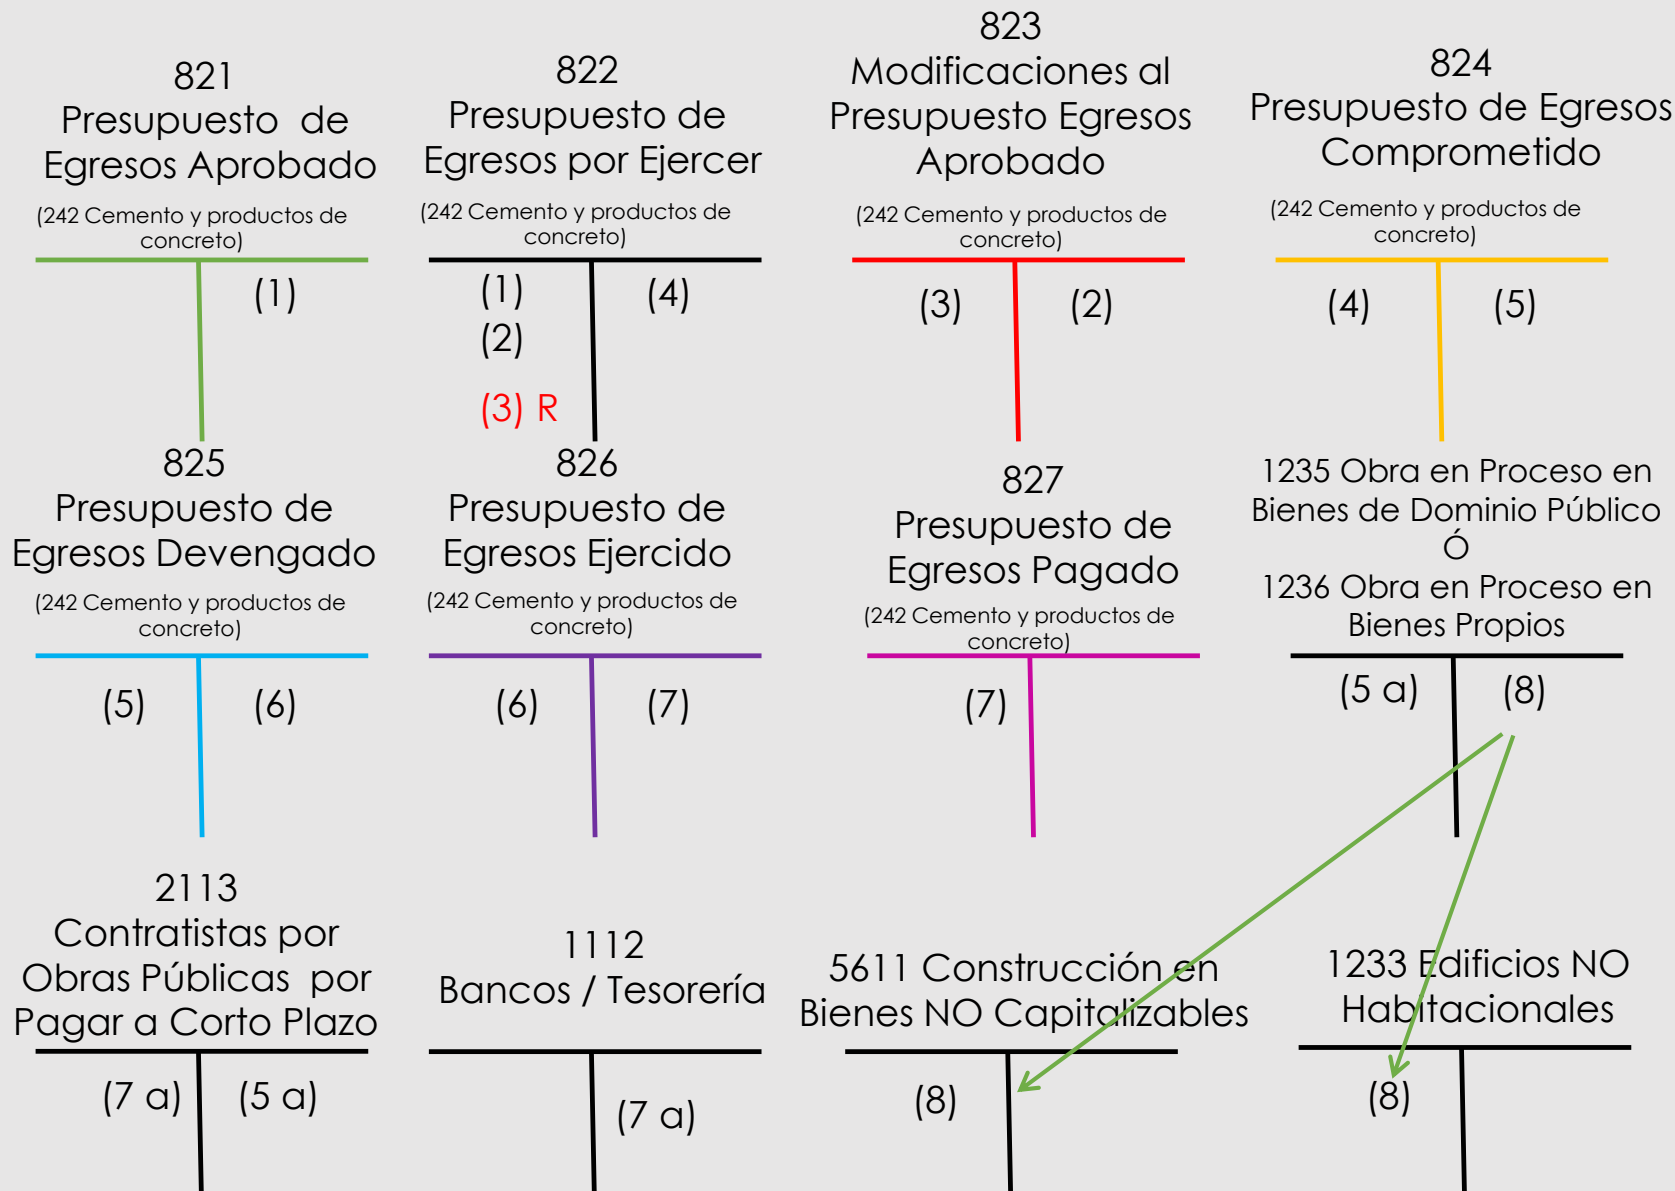 821
Presupuesto de
Egresos Aprobado
(242 Cemento y productos de
concreto)
(1)
822
Presupuesto de
Egresos por Ejercer
(242 Cemento y productos de
concreto)
(1)
(4)
(2)
(3) R
823
Modificaciones al
Presupuesto Egresos
Aprobado
(242 Cemento y productos de
concreto)
(3)
(2)
824
Presupuesto de Egresos
Comprometido
(242 Cemento y productos de
concreto)
(4)
(5)
825
Presupuesto de
Egresos Devengado
(242 Cemento y productos de
concreto)
(5)
(6)
826
Presupuesto de
Egresos Ejercido
(242 Cemento y productos de
concreto)
(6)
(7)
827
Presupuesto de
Egresos Pagado
(242 Cemento y productos de
concreto)
(7)
1235 Obra en Proceso en
Bienes de Dominio Público
Ó
1236 Obra en Proceso en
Bienes Propios
(5 a)
(8)
2113
Contratistas por
Obras Públicas por
Pagar a Corto Plazo
(7 a)
(5 a)
1112
Bancos / Tesorería
(7 a)
5611 Construcción en
Bienes NO Capitalizables
(8)
1233 Edificios NO
Habitacionales
(8)